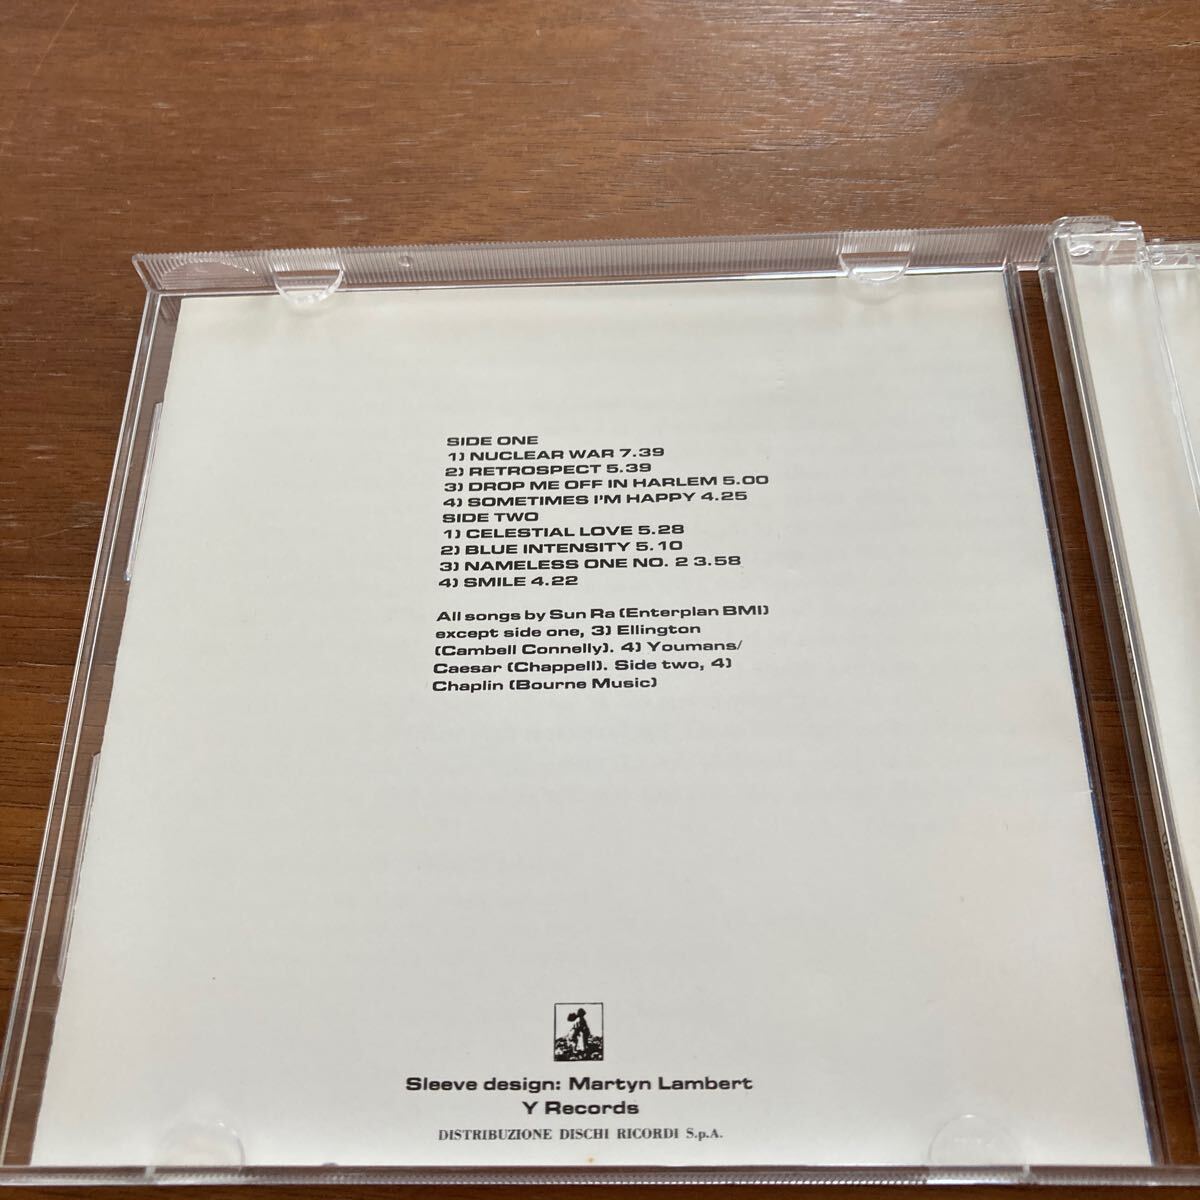 SIDE ONE
1) NUCLEAR WAR 7.39
2) RETROSPECT 5.39
3) DROP ME OFF IN HARLEM 5.00
4) SOMETIMES I'M HAPPY 4.25
SIDE TWO
1) CELESTIAL LOVE 5.28
2) BLUE INTENSITY 5.10
3) NAMELESS ONE NO. 2 3.58
4) SMILE 4.22
All songs by Sun Ra (Enterplan BMI)
except side one, 3) Ellington
(Cambell Connelly). 4) Youmans/
Caesar (Chappell). Side two, 4)
Chaplin (Bourne Music)
Sleeve design: Martyn Lambert
Y Records
DISTRIBUZIONE DISCHI RICORDI S.p.A.